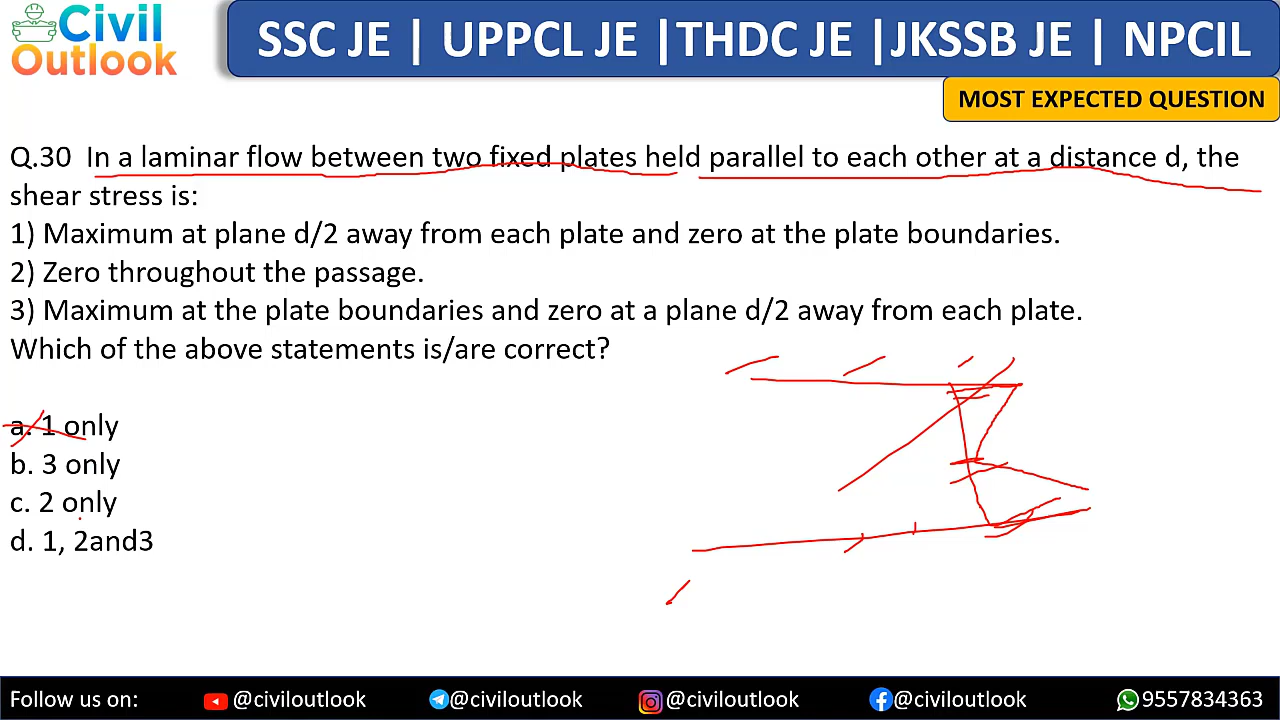 Civil
Outlook
SSC JE | UPPCL JE |THDC JE |JKSSB JE | NPCIL
MOST EXPECTED QUESTION
Q.30 In a laminar flow between two fixed plates held parallel to each other at a distance d, the
shear stress is:
1) Maximum at plane d/2 away from each plate and zero at the plate boundaries.
2) Zero throughout the passage.
3) Maximum at the plate boundaries and zero at a plane d/2 away from each plate.
Which of the above statements is/are correct?
a. 1 only
b. 3 only
c. 2 only
d. 1, 2and3
Follow us on: @civiloutlook @civiloutlook @civiloutlook @civiloutlook 9557834363